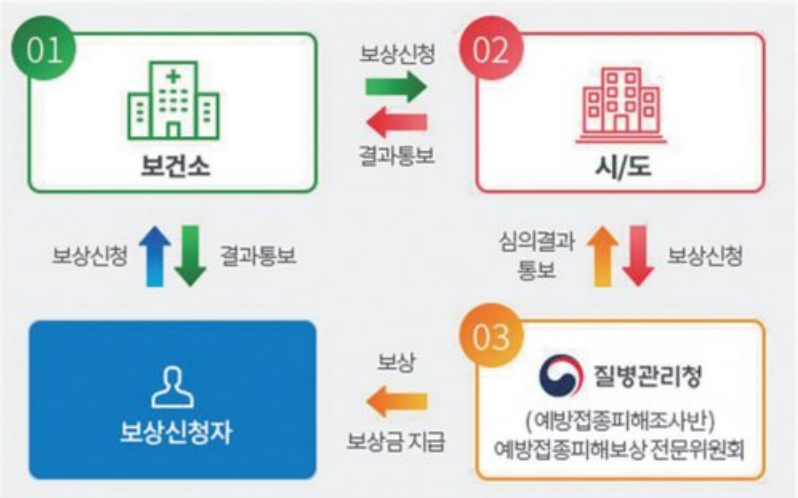 01
보건소
보상신청
결과통보
02
시/도
보상신청
결과통보
심의결과
통보
보상신청
보상신청자
보상
보상금 지급
03
질병관리청
(예방접종피해조사반)
예방접종피해보상 전문위원회